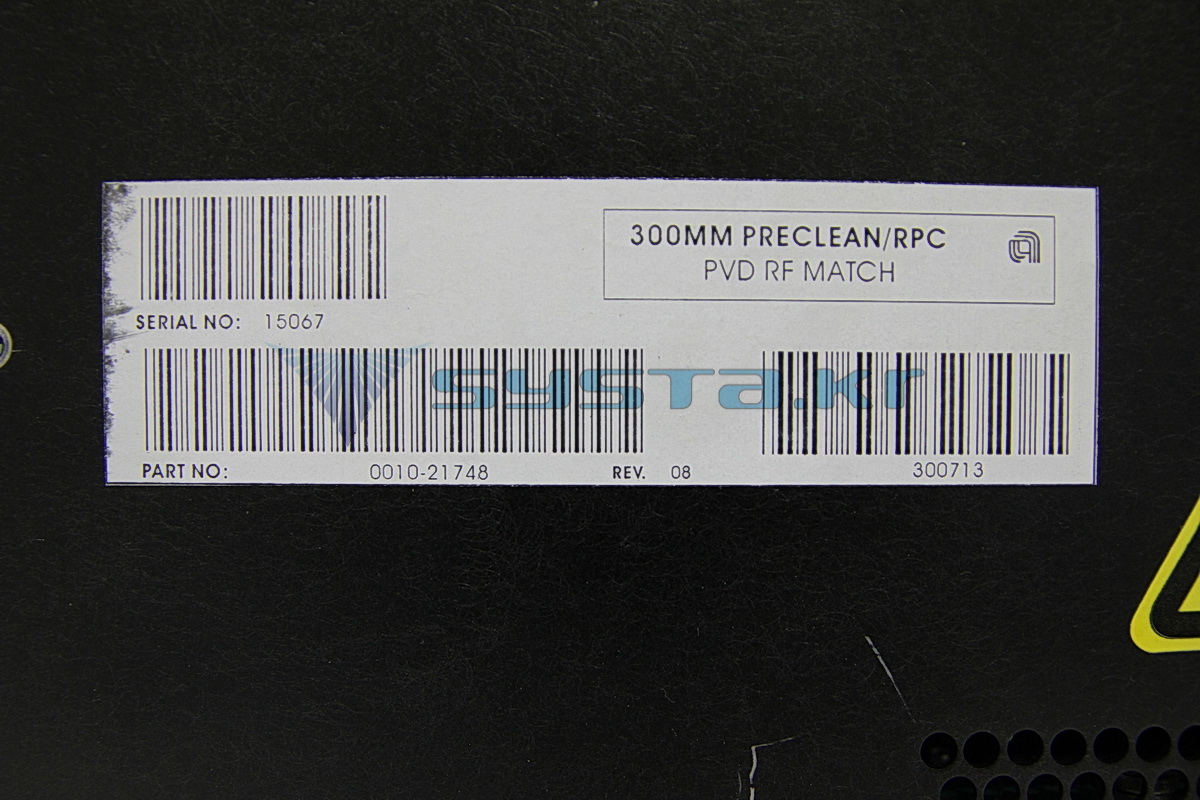 300MM PRECLEAN/RPC
PVD RF MATCH
SERIAL NO: 15067
systa.kr
PART NO: 0010-21748 REV. 08 300713